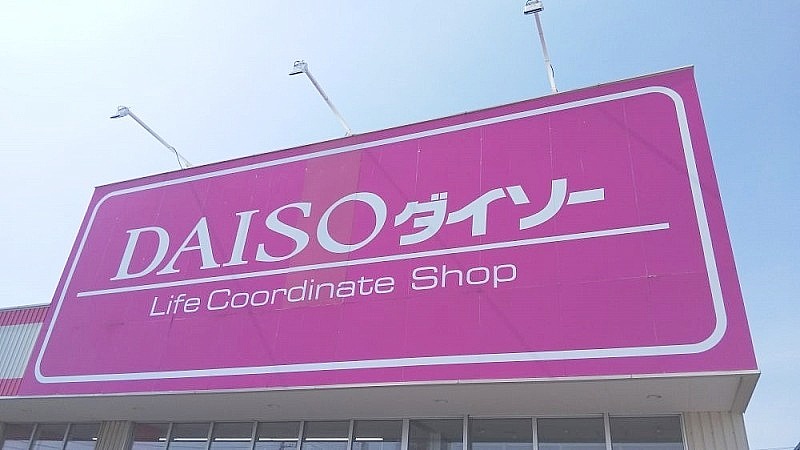 DAISOダイソー
Life Coordinate Shop